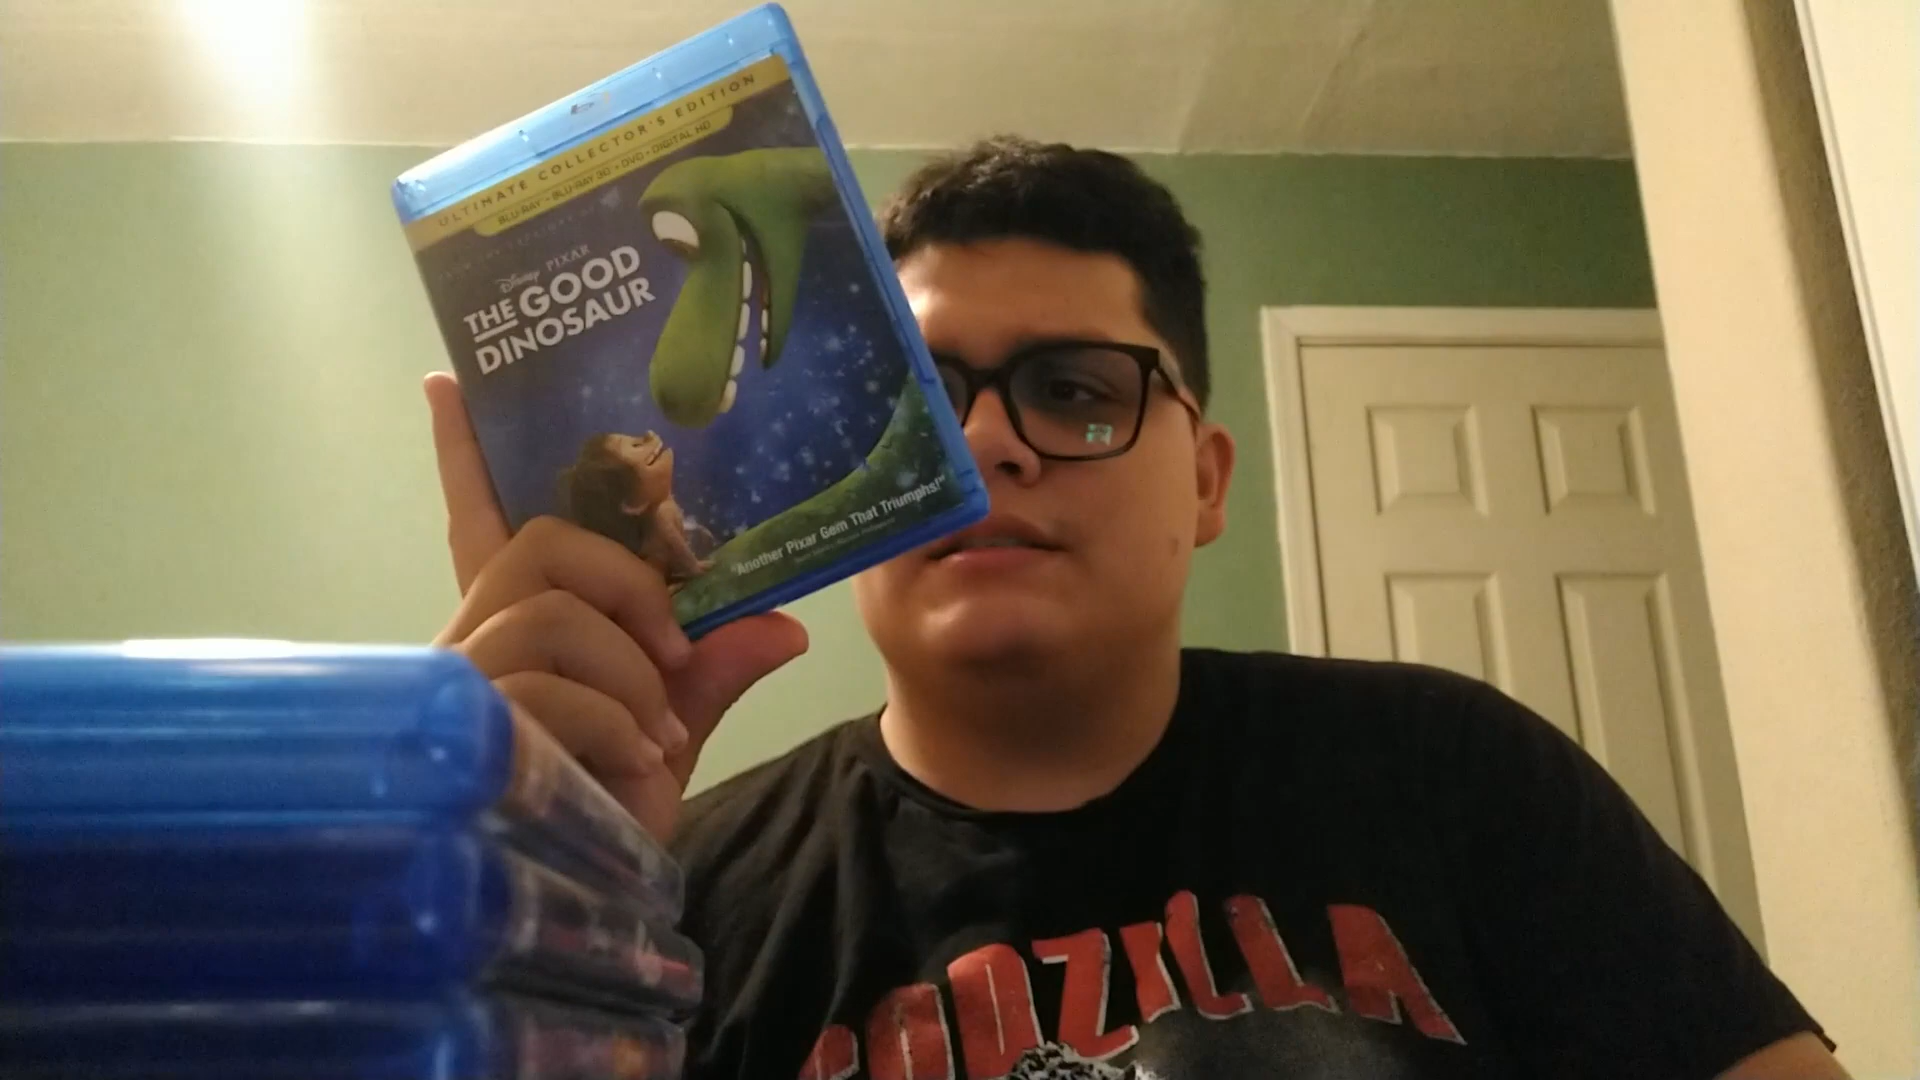 ULTIMATE COLLECTOR'S EDITION
BLU-RAY • BLU-RAY 3D • DVD • DIGITAL HD
Disney PIXAR
THE GOOD
DINOSAUR
"Another Pixar Gem That Triumphs!"
GODZILLA